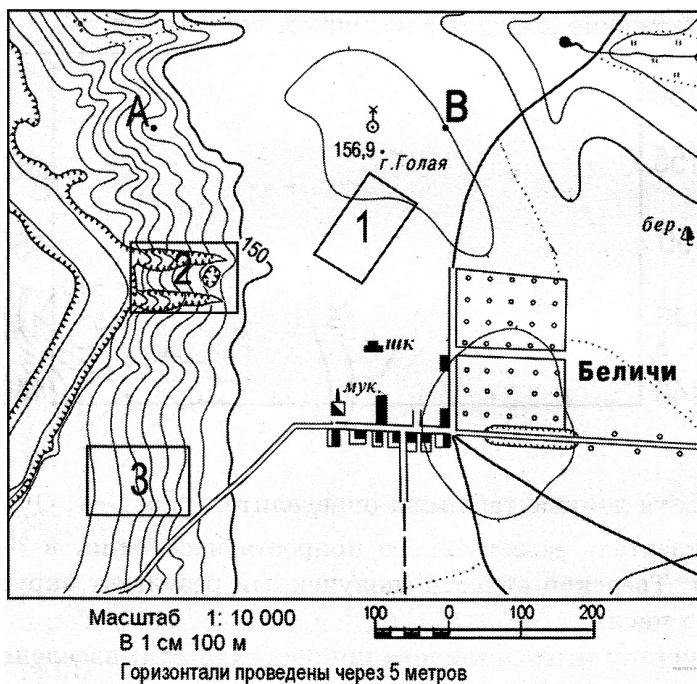 А
В
156,9
г.Голая
1
бер.
2
150
шк
Беличи
мук.
3
Масштаб 1: 10 000
В 1 см 100 м
100 0 100 200
Горизонтали проведены через 5 метров